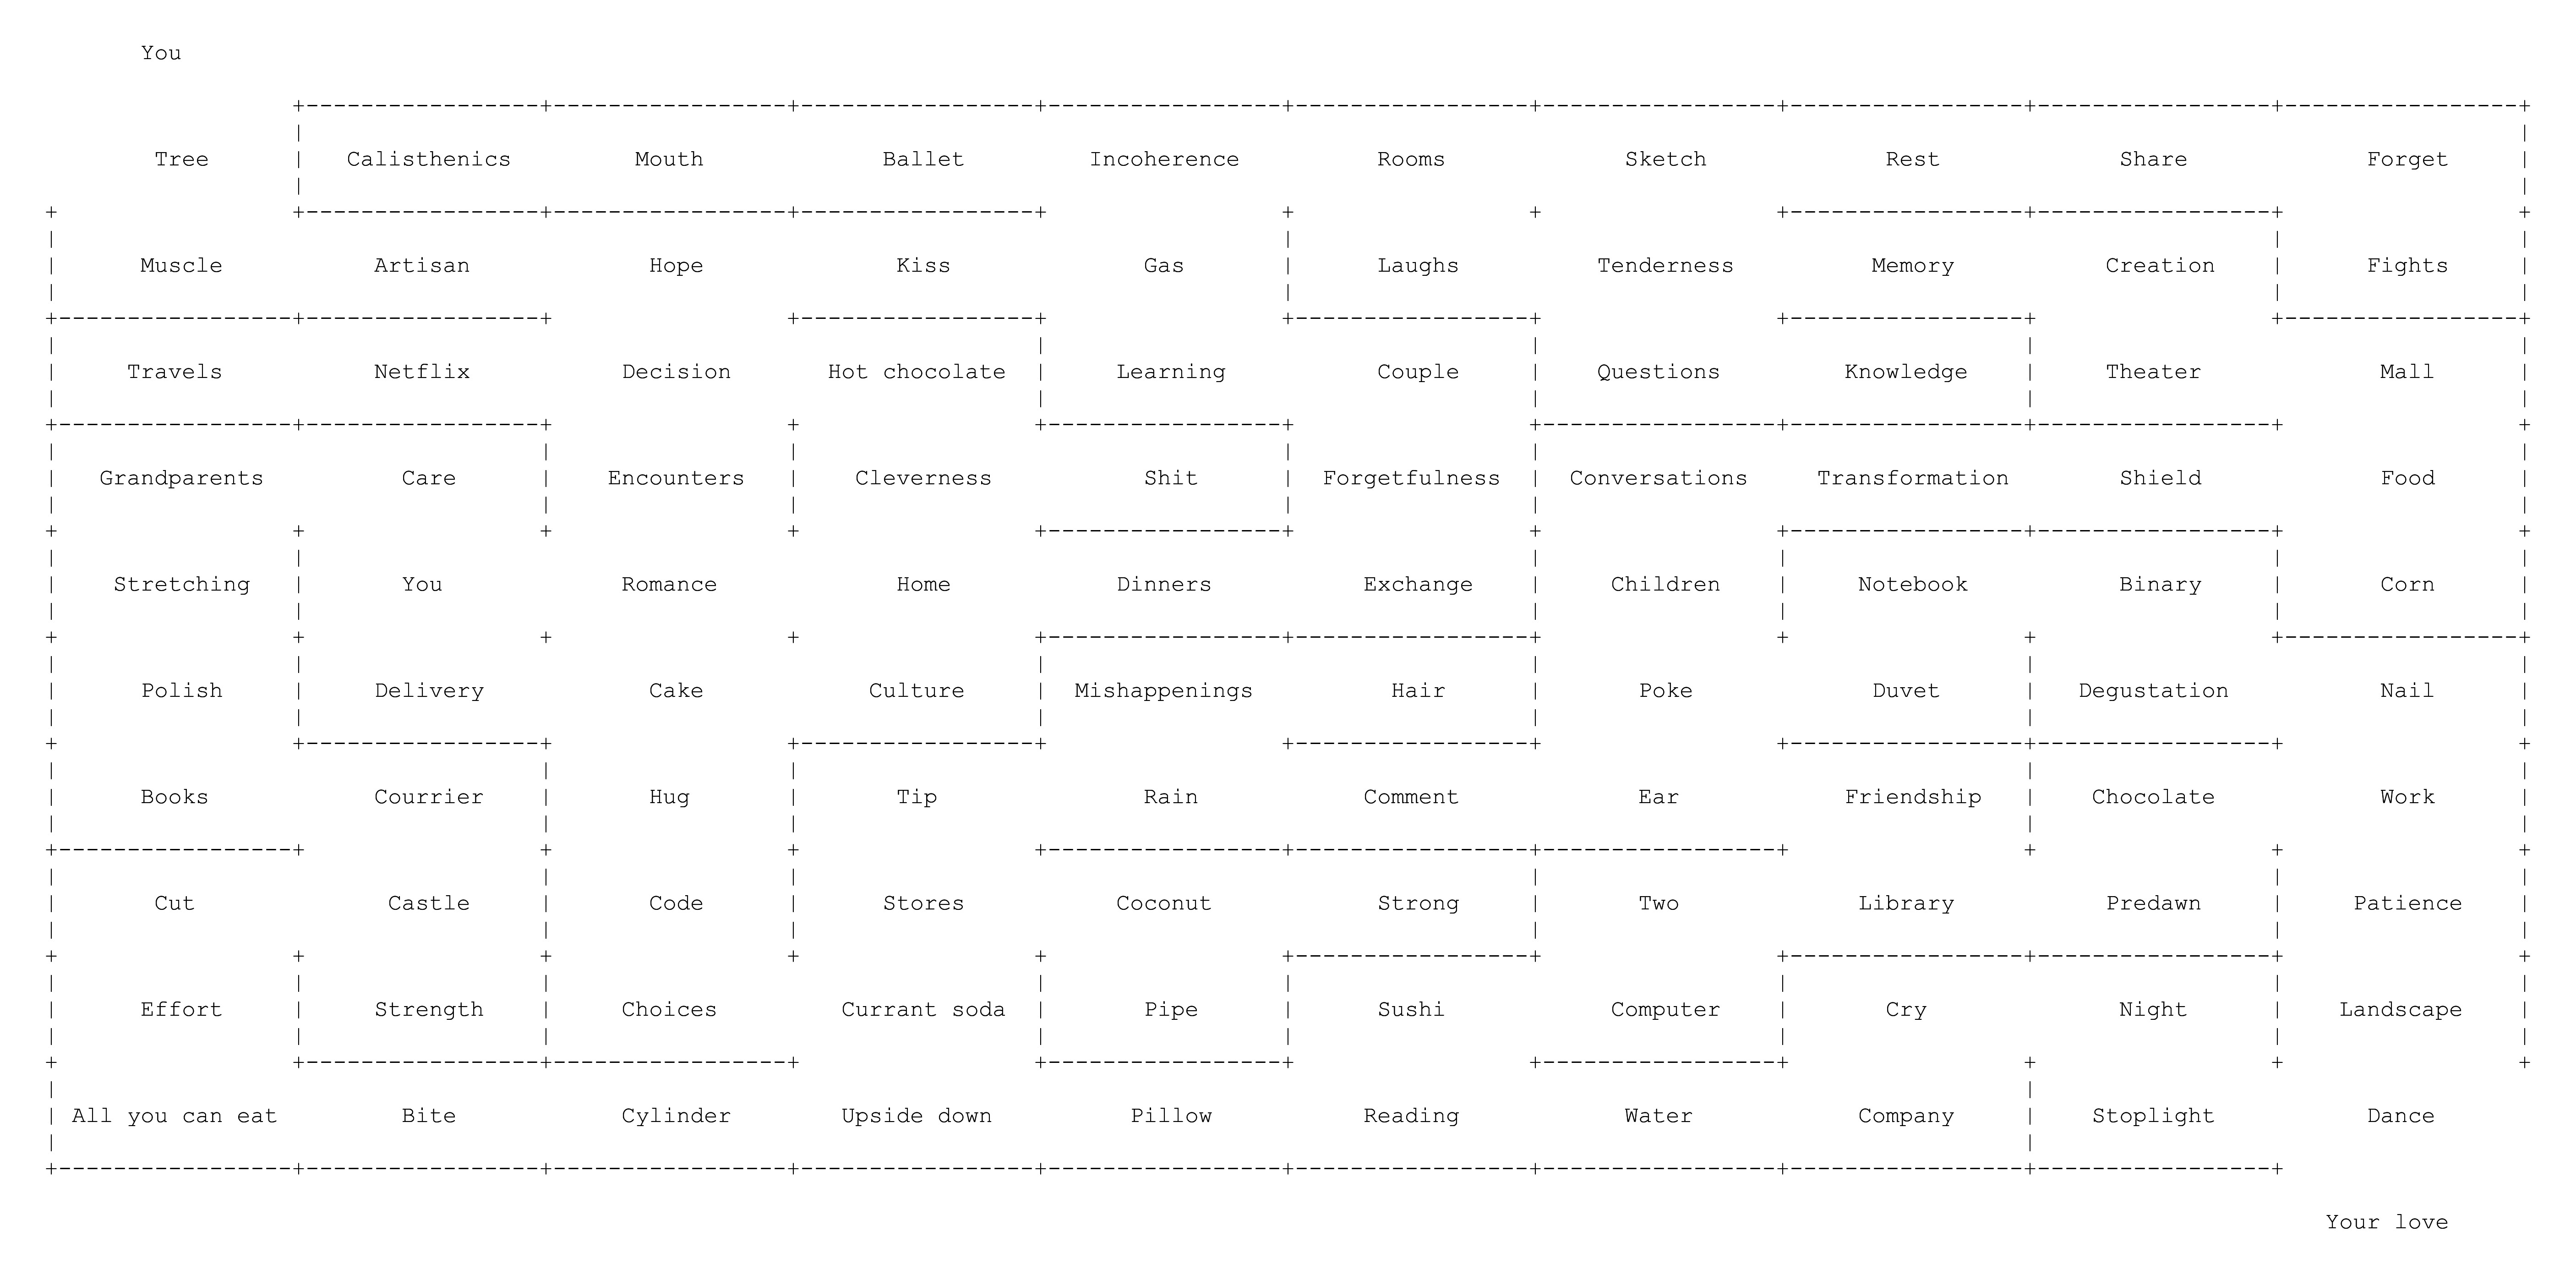 You
Tree Calisthenics Mouth Ballet Incoherence Rooms Sketch Rest Share Forget
Muscle Artisan Hope Kiss Gas Laughs Tenderness Memory Creation Fights
Travels Netflix Decision Hot chocolate Learning Couple Questions Knowledge Theater Mall
Grandparents Care Encounters Cleverness Shit Forgetfulness Conversations Transformation Shield Food
Stretching You Romance Home Dinners Exchange Children Notebook Binary Corn
Polish Delivery Cake Culture Mishappenings Hair Poke Duvet Degustation Nail
Books Courrier Hug Tip Rain Comment Ear Friendship Chocolate Work
Cut Castle Code Stores Coconut Strong Two Library Predawn Patience
Effort Strength Choices Currant soda Pipe Sushi Computer Cry Night Landscape
All you can eat Bite Cylinder Upside down Pillow Reading Water Company Stoplight Dance
Your love